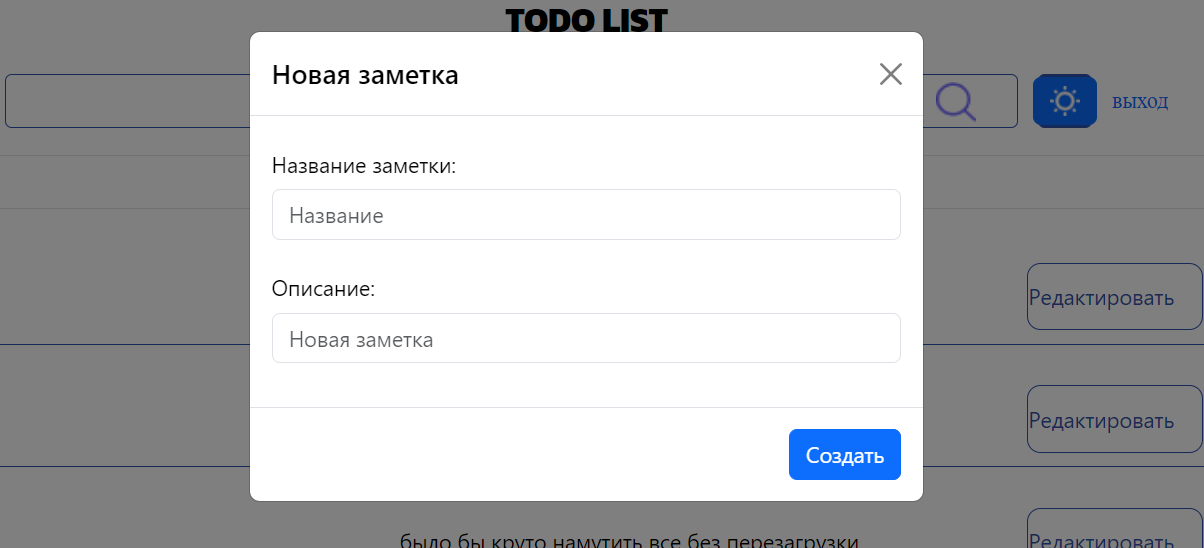 TODO LIST
Новая заметка
выход
Название заметки:
Название
Описание:
Редактировать
Новая заметка
Редактировать
Создать
было бы круто намутить все без перезагрузки
Редактировать